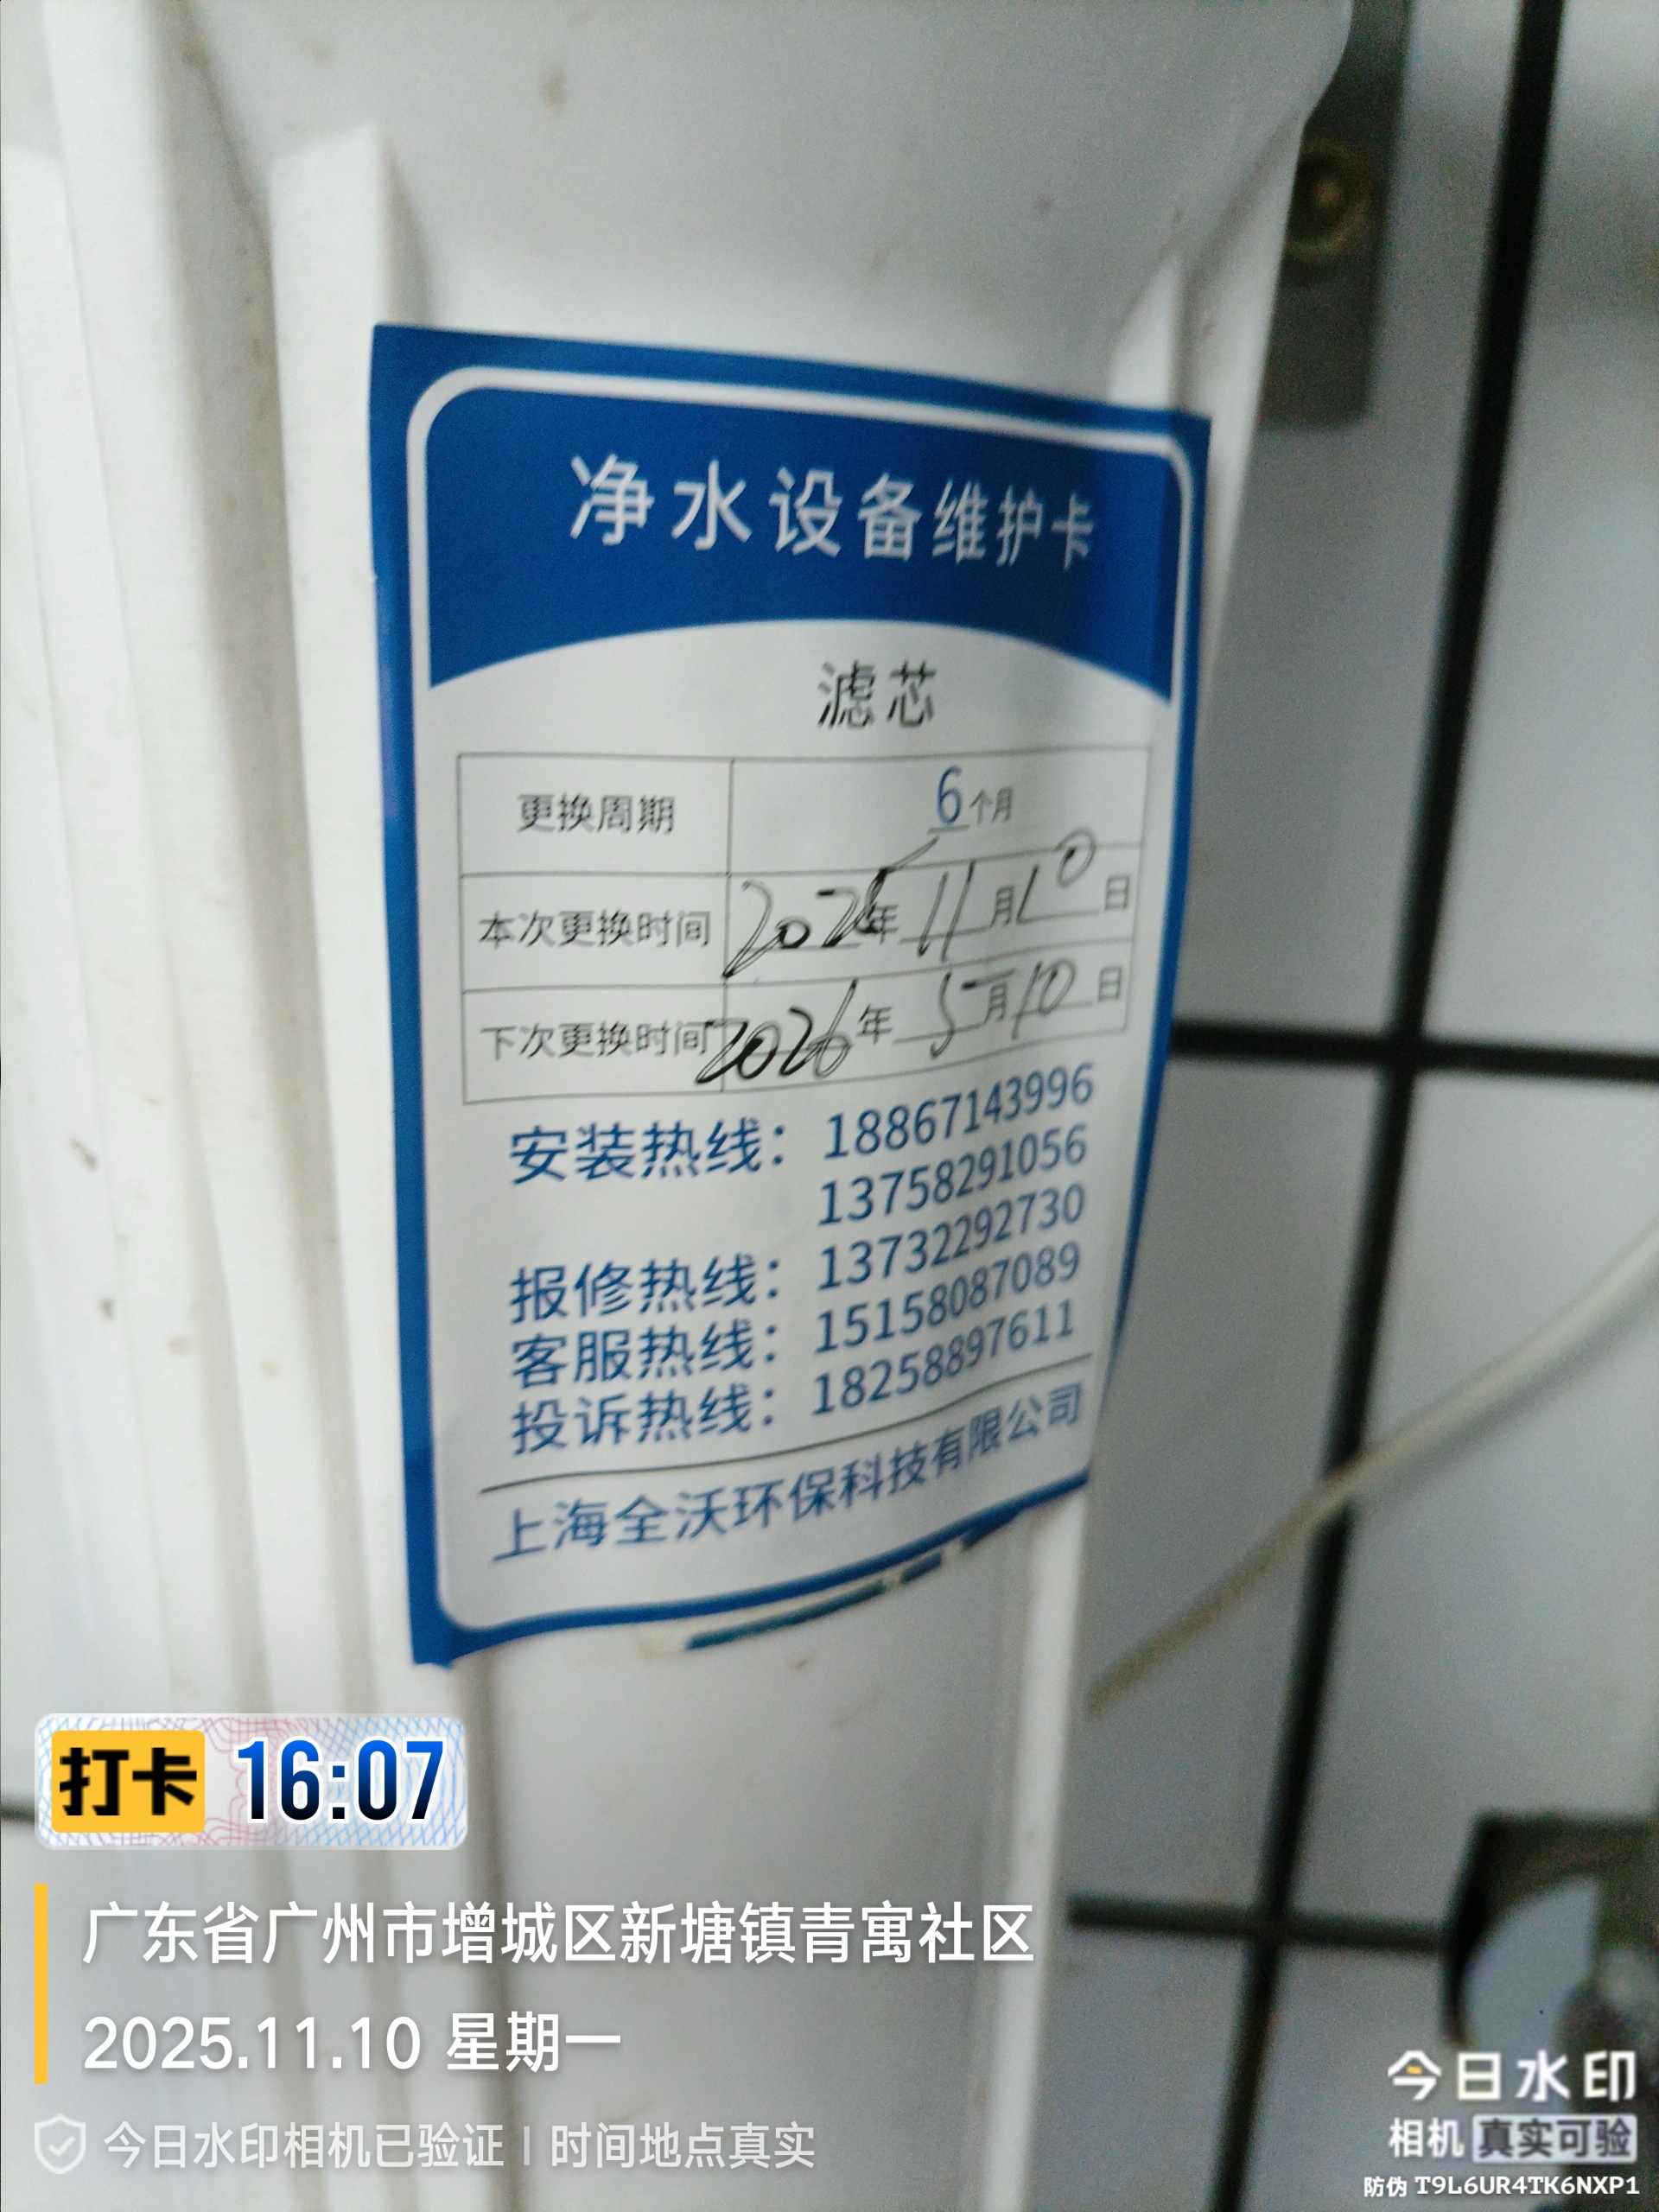 净水设备维护卡
滤芯
更换周期 6个月
本次更换时间 2025年11月10日
下次更换时间 2026年5月10日
安装热线：18867143996
13758291056
报修热线：13732292730
客服热线：15158087089
投诉热线：18258897611
上海全沃环保科技有限公司
打卡 16:07
广东省广州市增城区新塘镇青寓社区
2025.11.10 星期一
今日水印相机已验证 | 时间地点真实
今日水印
相机 真实可验
防伪 T9L6UR4TK6NXP1